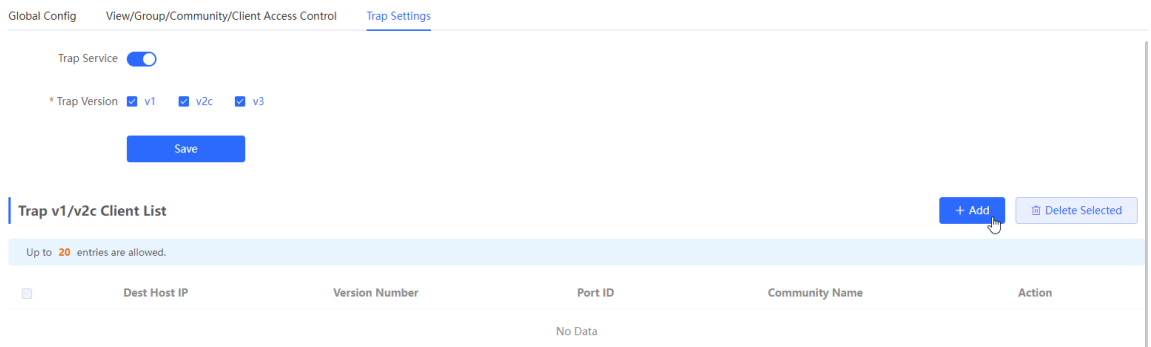 Global Config View/Group/Community/Client Access Control Trap Settings
Trap Service
* Trap Version v1 v2c v3
Save
Trap v1/v2c Client List + Add Delete Selected
Up to 20 entries are allowed.
Dest Host IP Version Number Port ID Community Name Action
No Data